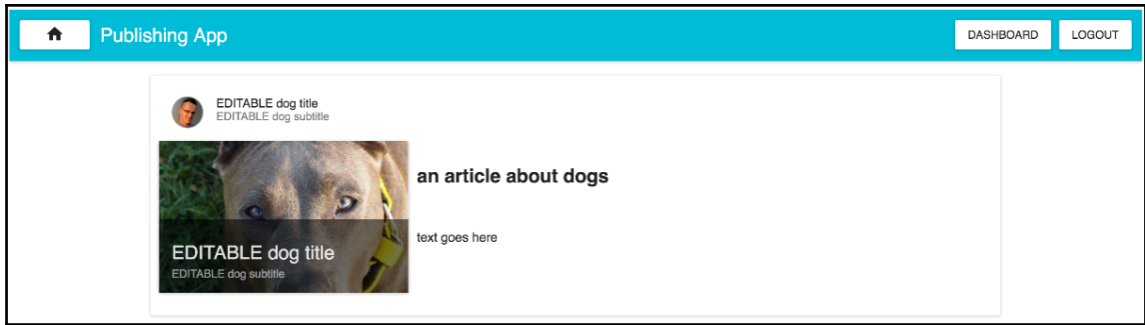 Publishing App
DASHBOARD
LOGOUT
EDITABLE dog title
EDITABLE dog subtitle
an article about dogs
text goes here
EDITABLE dog title
EDITABLE dog subtitle